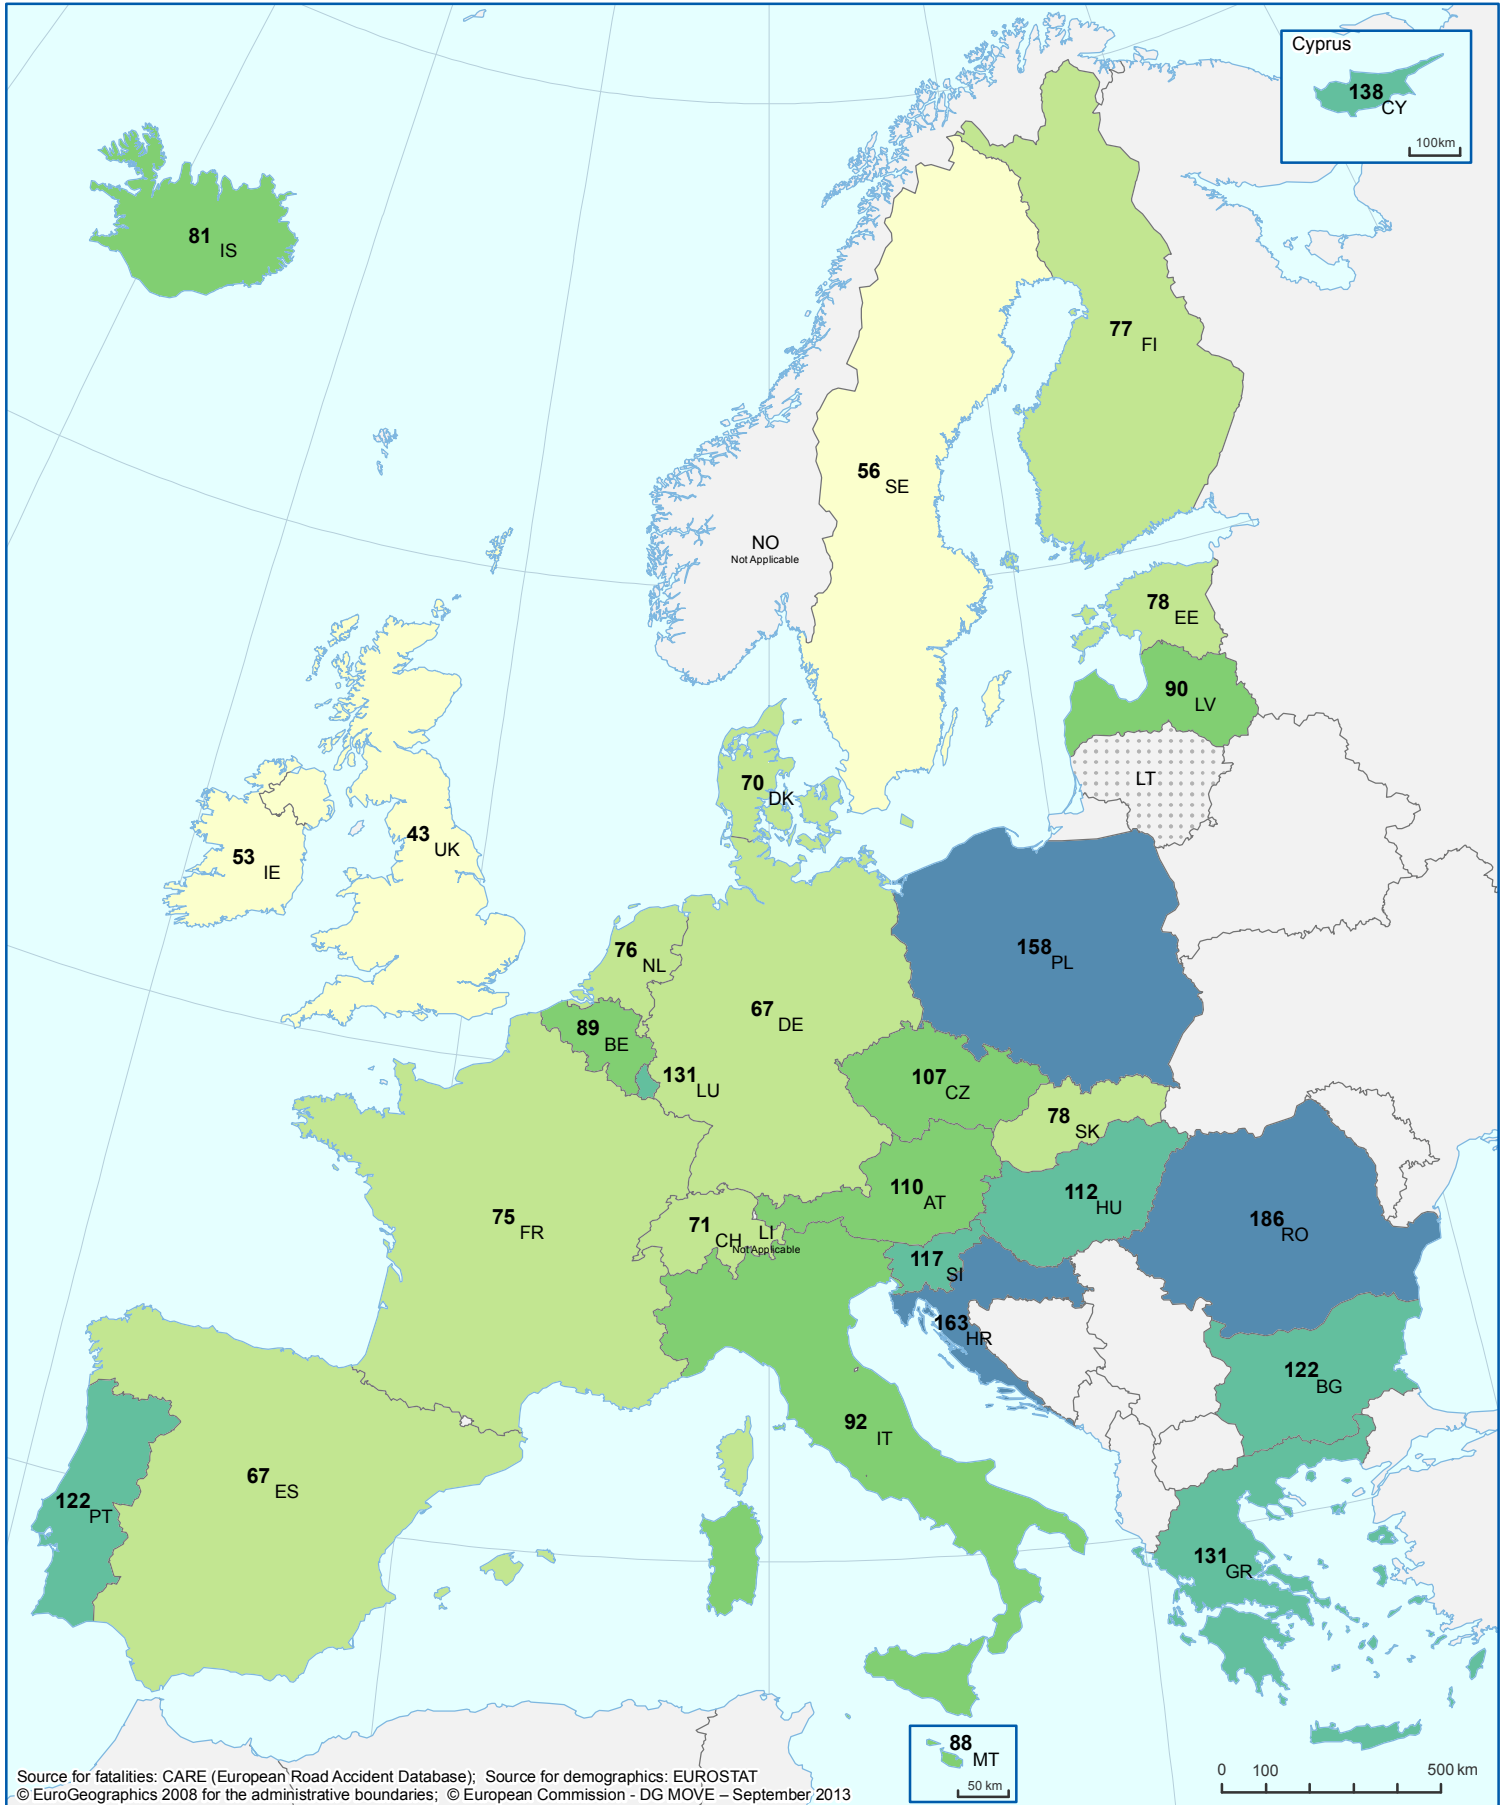 Cyprus
138
CY
100km
81
IS
77
FI
56
SE
NO
Not Applicable
78
EE
90
LV
LT
70
DK
43
UK
53
IE
158
PL
76
NL
67
DE
89
BE
131
LU
107
CZ
78
SK
110
AT
112
HU
75
FR
71
CH
LI
Not Applicable
186
RO
117
SI
163
HR
122
BG
92
IT
67
ES
122
PT
131
GR
88
MT
50 km
0 100 500 km
Source for fatalities: CARE (European Road Accident Database); Source for demographics: EUROSTAT
© EuroGeographics 2008 for the administrative boundaries; © European Commission - DG MOVE – September 2013